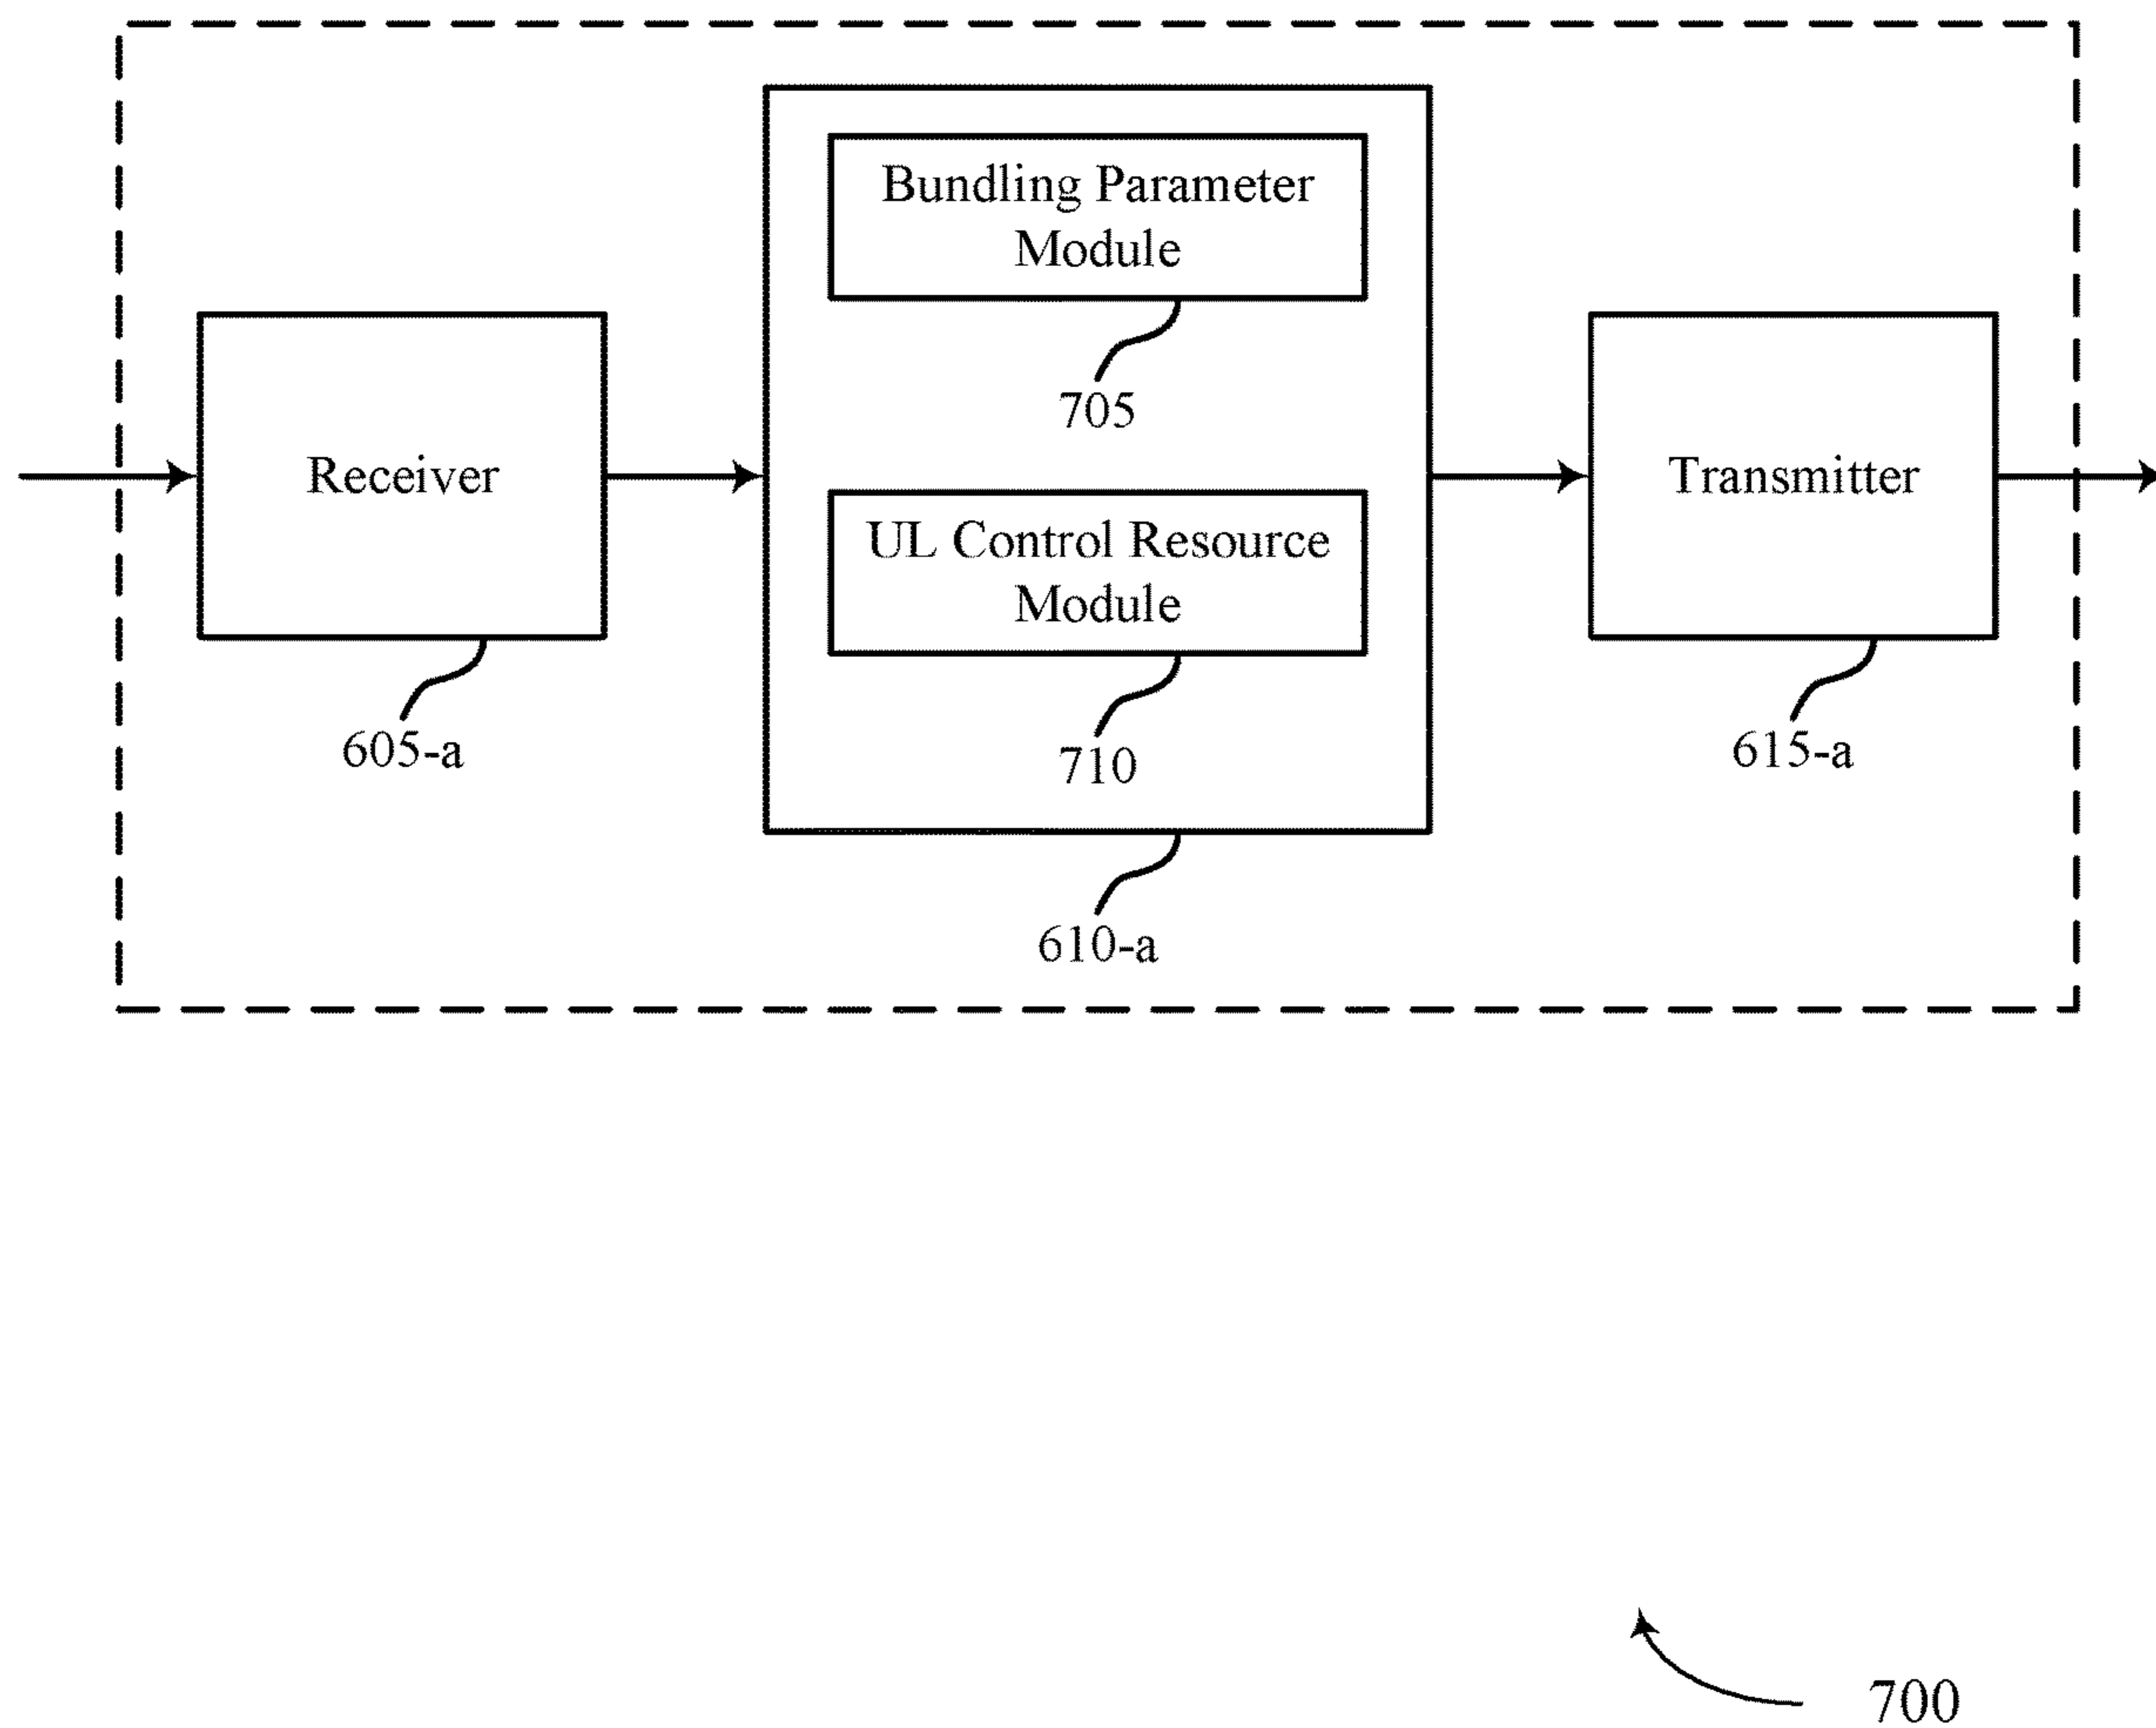 Bundling Parameter
Module
705
Receiver
605-a
UL Control Resource
Module
710
610-a
Transmitter
615-a
700